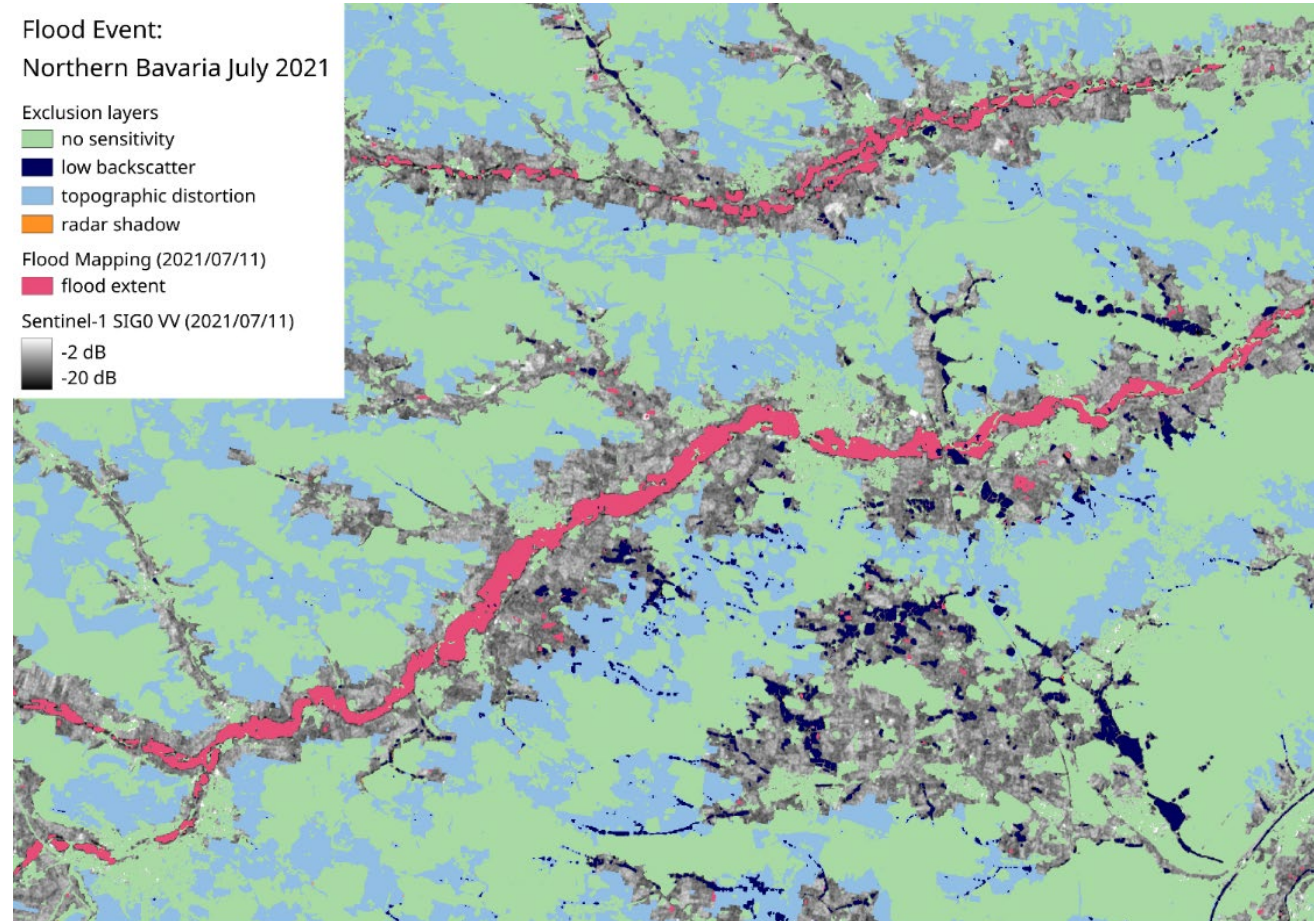 Flood Event:
Northern Bavaria July 2021
Exclusion layers
no sensitivity
low backscatter
topographic distortion
radar shadow
Flood Mapping (2021/07/11)
flood extent
Sentinel-1 SIG0 VV (2021/07/11)
-2 dB
-20 dB